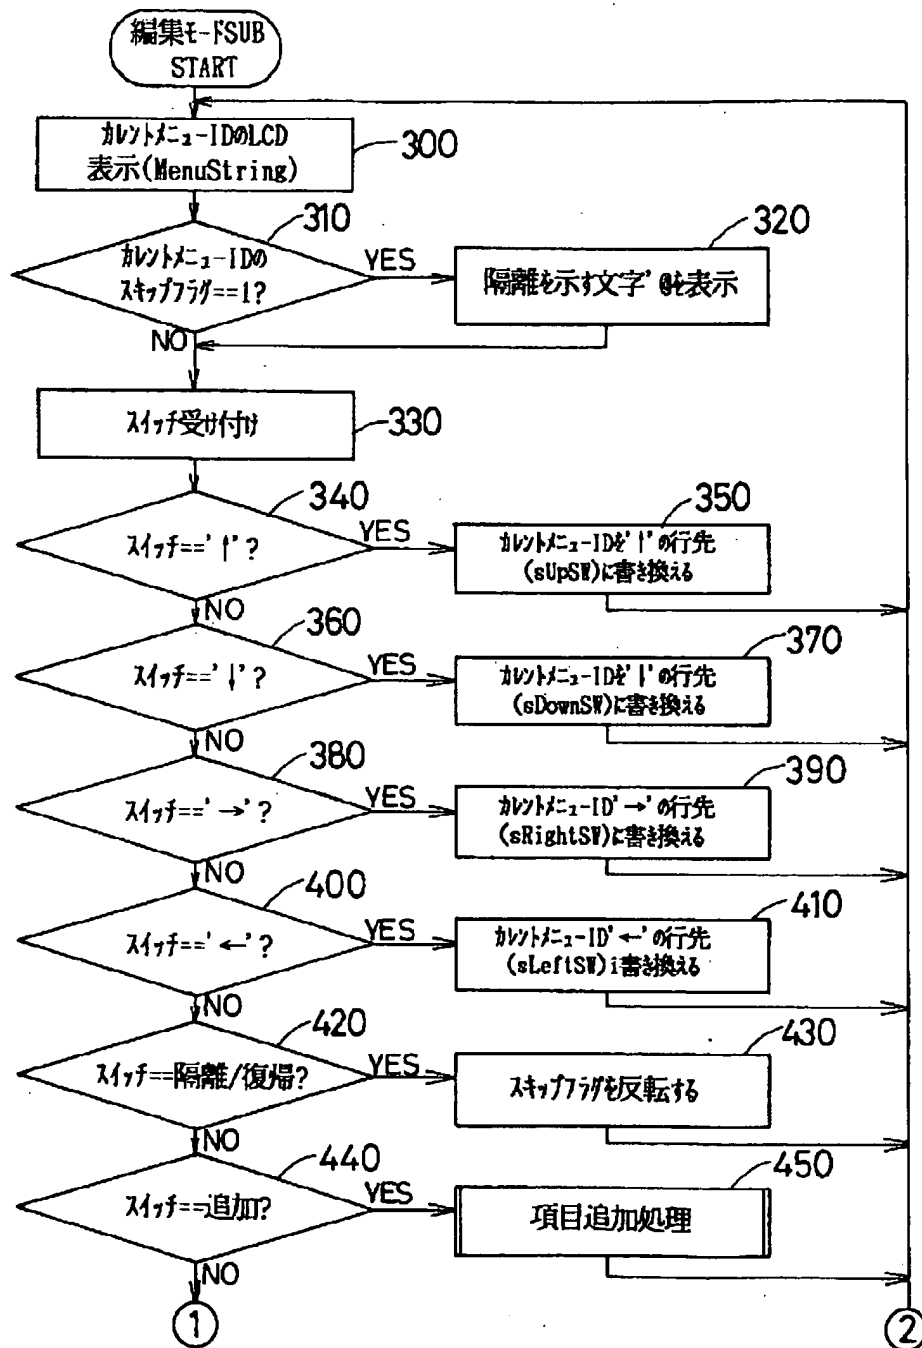 編集モードSUB
START
カレントメニューIDのLCD
表示(MenuString)
300
310
カレントメニューIDの
スキップフラグ==1?
YES
320
隔離を示す文字'@を表示
NO
スイッチ受け付け
330
340
スイッチ=='↑'?
YES
350
カレントメニューIDを'↑'の行先
(sUpSW)に書き換える
NO
360
スイッチ=='↓'?
YES
370
カレントメニューIDを'↓'の行先
(sDownSW)に書き換える
NO
380
スイッチ=='→'?
YES
390
カレントメニューID'→'の行先
(sRightSW)に書き換える
NO
400
スイッチ=='←'?
YES
410
カレントメニューID'←'の行先
(sLeftSW)i書き換える
NO
420
スイッチ==隔離/復帰?
YES
430
スキップフラグを反転する
NO
440
スイッチ==追加?
YES
450
項目追加処理
NO
1
2